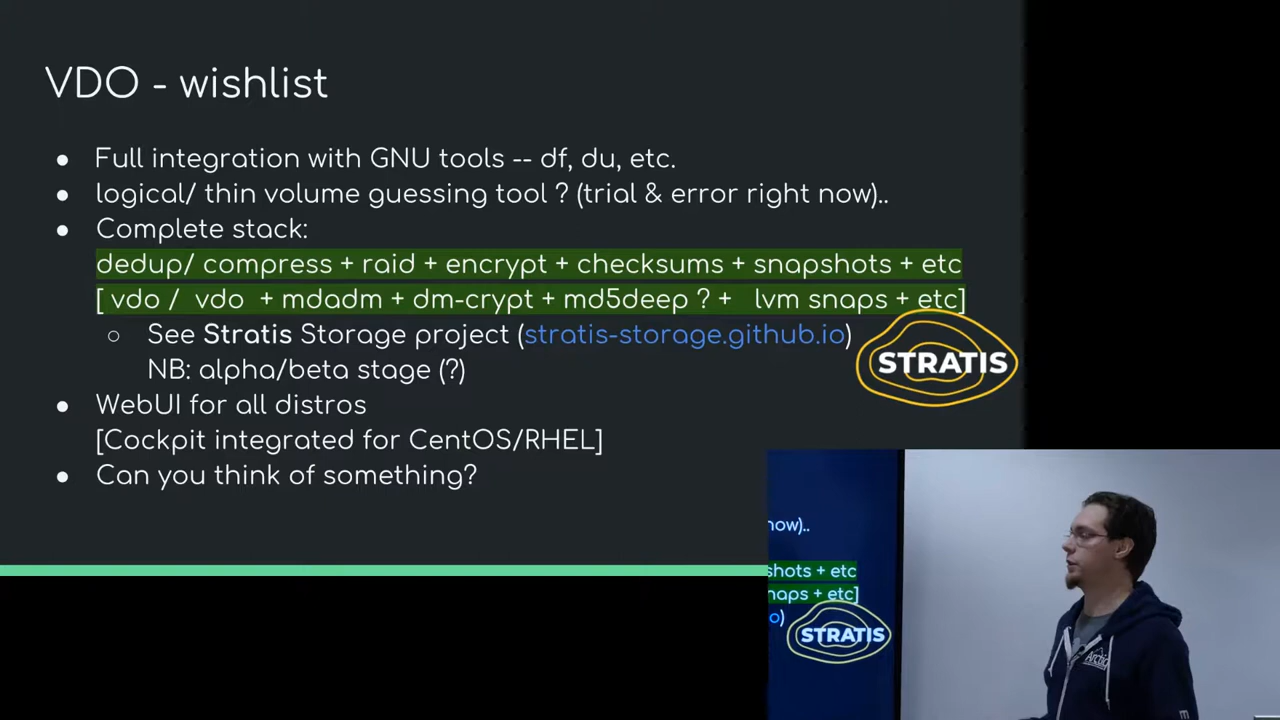 VDO - wishlist
● Full integration with GNU tools -- df, du, etc.
● logical/ thin volume guessing tool ? (trial & error right now)..
● Complete stack:
dedup/ compress + raid + encrypt + checksums + snapshots + etc
[ vdo / vdo + mdadm + dm-crypt + md5deep ? + lvm snaps + etc]
○ See Stratis Storage project (stratis-storage.github.io)
NB: alpha/beta stage (?)
STRATIS
● WebUI for all distros
[Cockpit integrated for CentOS/RHEL]
● Can you think of something?
now)..
shots + etc
naps + etc]
o)
STRATIS